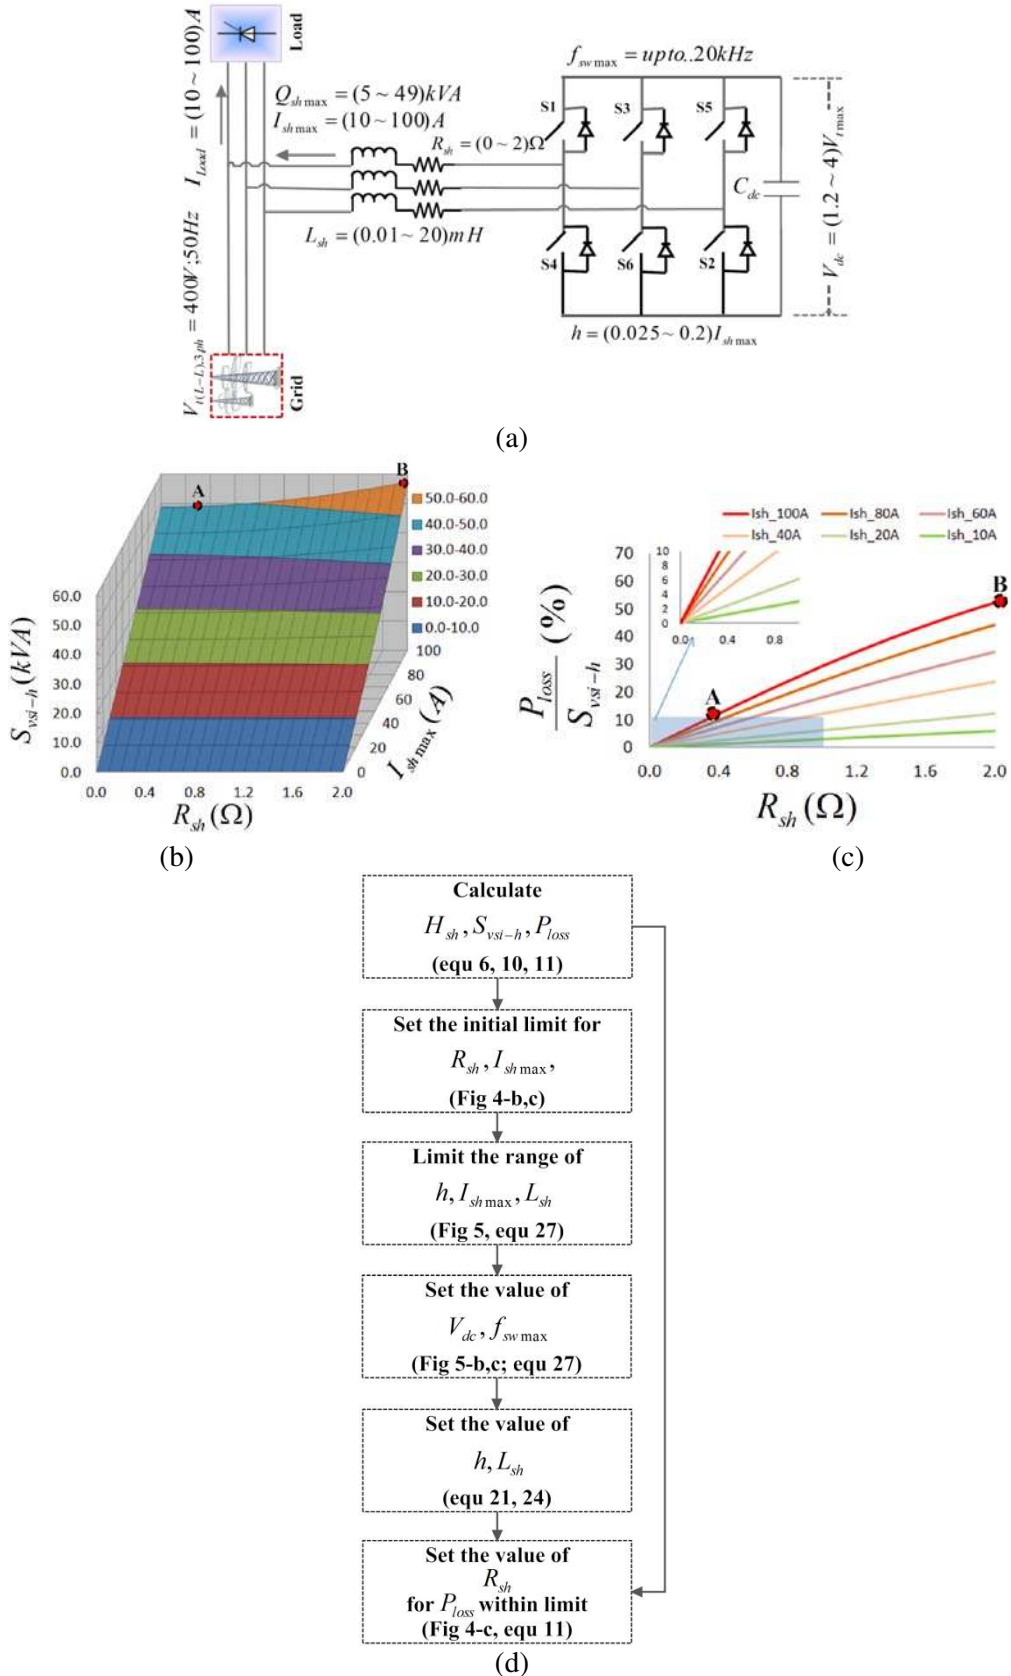 Load
I_Load = (10 ~ 100)A
f_sw max = upto..20kHz
Q_sh max = (5 ~ 49)kVA
I_sh max = (10 ~ 100)A
R_sh = (0 ~ 2)Ω
S1
S3
S5
C_dc
V_dc = (1.2 ~ 4)V_t max
L_sh = (0.01 ~ 20)mH
S4
S6
S2
h = (0.025 ~ 0.2)I_sh max
V_t(L−L),3ph = 400V;50Hz
Grid
(a)
A
B
50.0-60.0
40.0-50.0
30.0-40.0
20.0-30.0
10.0-20.0
0.0-10.0
S_vsi−h (kVA)
60.0
50.0
40.0
30.0
20.0
10.0
0.0
0.0 0.4 0.8 1.2 1.6 2.0
R_sh (Ω)
100
80
60
40
20
0
I_sh max (A)
(b)
Ish_100A Ish_80A Ish_60A
Ish_40A Ish_20A Ish_10A
P_loss / S_vsi−h (%)
70
60
50
40
30
20
10
0
10
8
6
4
2
0
0.0 0.4 0.8
A
B
0.0 0.4 0.8 1.2 1.6 2.0
R_sh (Ω)
(c)
Calculate
H_sh, S_vsi−h, P_loss
(equ 6, 10, 11)
Set the initial limit for
R_sh, I_sh max,
(Fig 4-b,c)
Limit the range of
h, I_sh max, L_sh
(Fig 5, equ 27)
Set the value of
V_dc, f_sw max
(Fig 5-b,c; equ 27)
Set the value of
h, L_sh
(equ 21, 24)
Set the value of
R_sh
for P_loss within limit
(Fig 4-c, equ 11)
(d)